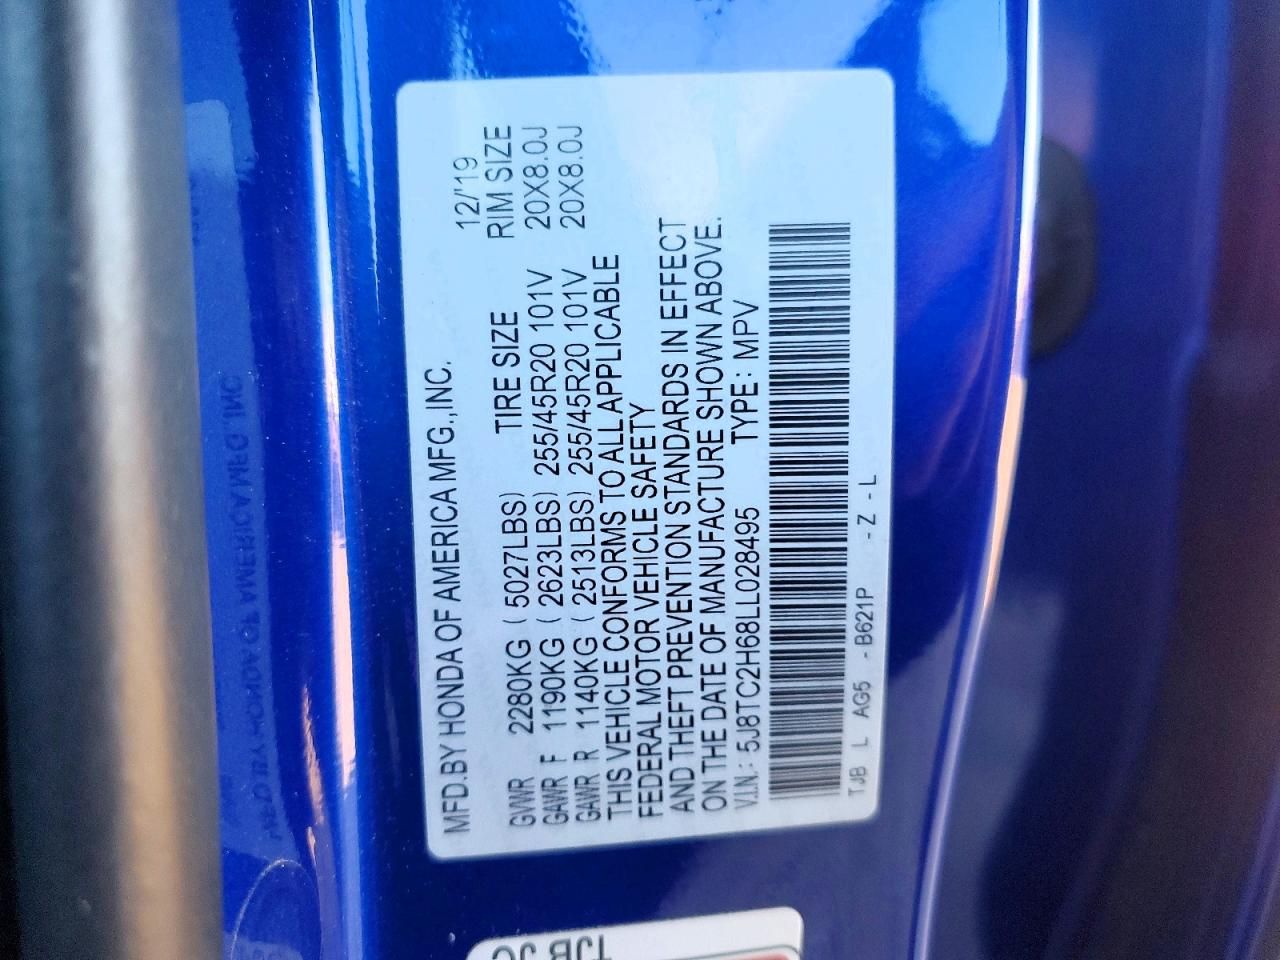 MFD.BY HONDA OF AMERICA MFG.,INC. 12/'19
GVWR 2280KG ( 5027LBS) TIRE SIZE RIM SIZE
GAWR F 1190KG ( 2623LBS) 255/45R20 101V 20X8.0J
GAWR R 1140KG ( 2513LBS) 255/45R20 101V 20X8.0J
THIS VEHICLE CONFORMS TO ALL APPLICABLE
FEDERAL MOTOR VEHICLE SAFETY
AND THEFT PREVENTION STANDARDS IN EFFECT
ON THE DATE OF MANUFACTURE SHOWN ABOVE.
V.I.N.: 5J8TC2H68LL028495 TYPE : MPV
TJB L AG5 - B621P - Z - L
TJB